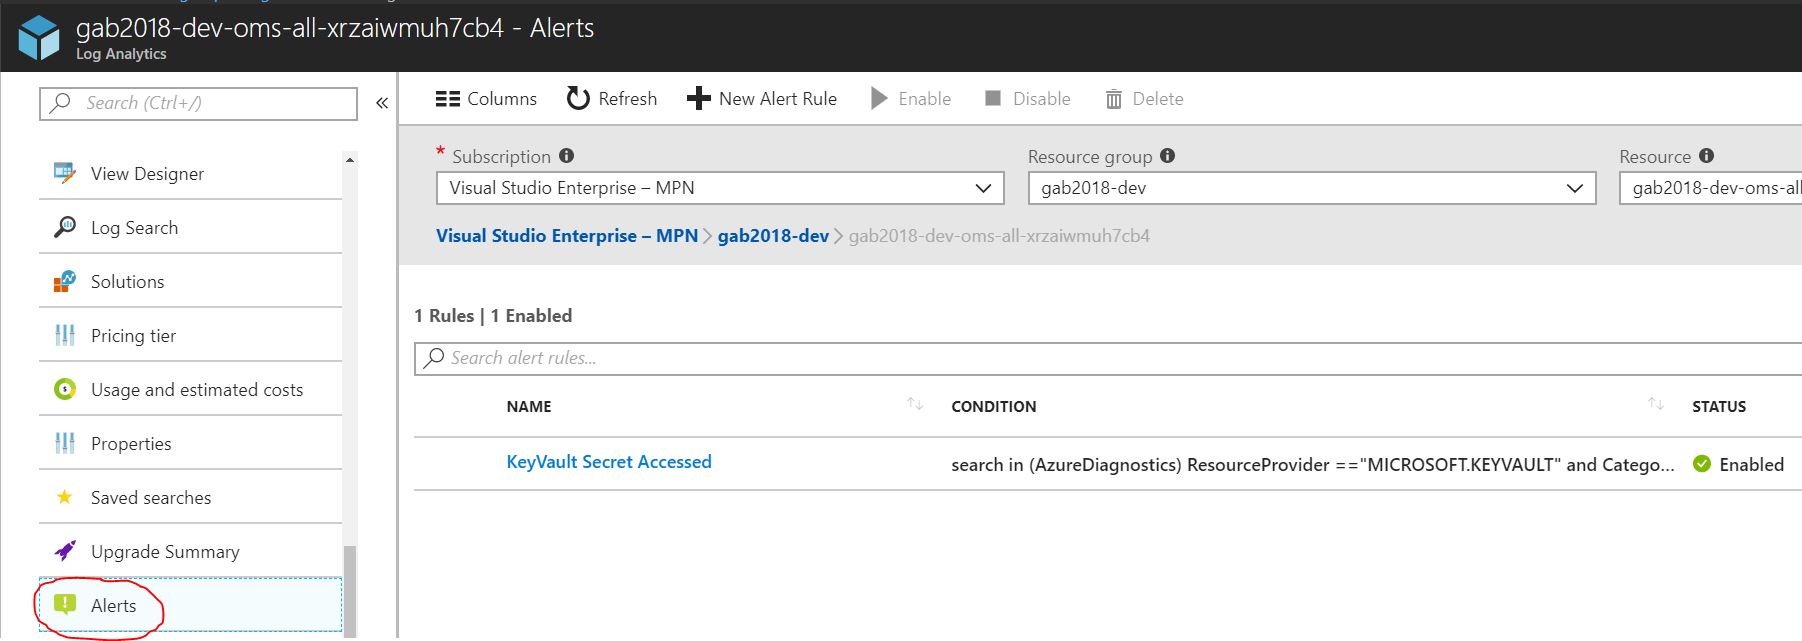 gab2018-dev-oms-all-xrzaiwmuh7cb4 - Alerts
Log Analytics
Search (Ctrl+/)
«
Columns
Refresh
New Alert Rule
Enable
Disable
Delete
* Subscription
Resource group
Resource
Visual Studio Enterprise – MPN
gab2018-dev
gab2018-dev-oms-all
Visual Studio Enterprise – MPN > gab2018-dev > gab2018-dev-oms-all-xrzaiwmuh7cb4
View Designer
Log Search
Solutions
Pricing tier
Usage and estimated costs
Properties
Saved searches
Upgrade Summary
Alerts
1 Rules | 1 Enabled
Search alert rules...
NAME
CONDITION
STATUS
KeyVault Secret Accessed
search in (AzureDiagnostics) ResourceProvider =="MICROSOFT.KEYVAULT" and Catego...
Enabled